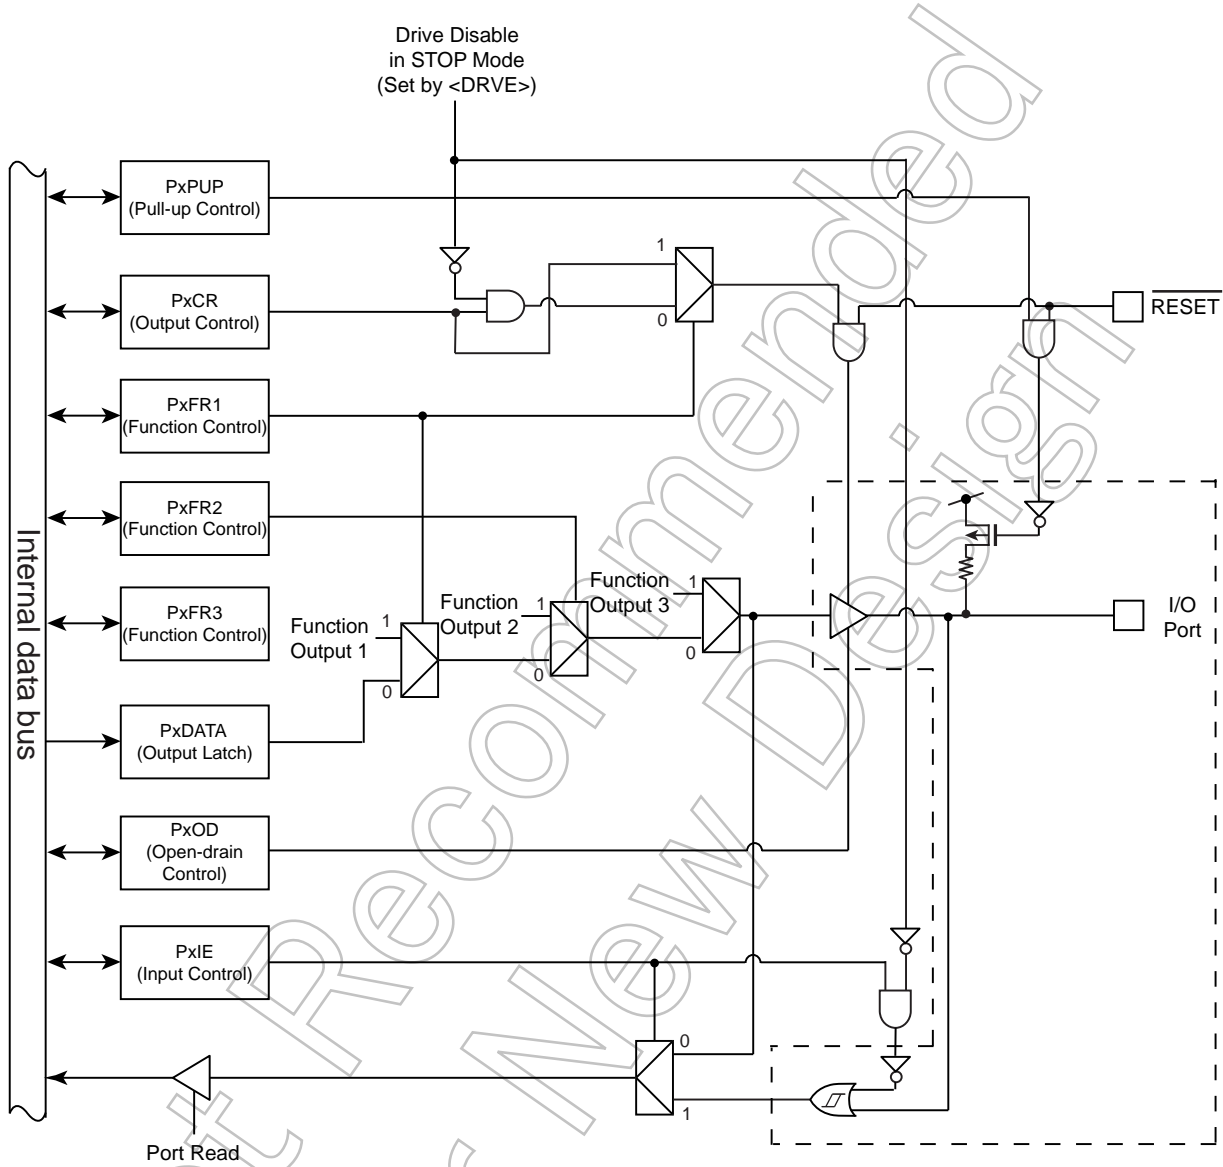 Drive Disable
in STOP Mode
(Set by <DRVE>)
PxPUP
(Pull-up Control)
1
PxCR
(Output Control)
0
RESET
PxFR1
(Function Control)
PxFR2
(Function Control)
Internal data bus
PxFR3
(Function Control)
Function
Output 1
1
0
Function
Output 2
1
0
Function
Output 3
1
0
I/O
Port
PxDATA
(Output Latch)
PxOD
(Open-drain
Control)
PxIE
(Input Control)
0
1
Port Read
Recommended
New Design